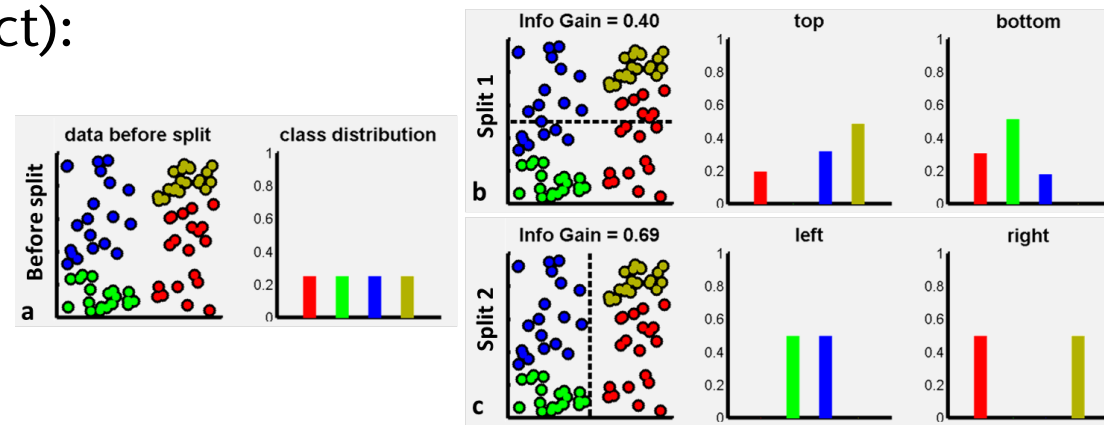 ct):
Before split
data before split
class distribution
1
0.8
0.6
0.4
0.2
0
a
Split 1
Info Gain = 0.40
top
bottom
1
0.8
0.6
0.4
0.2
0
1
0.8
0.6
0.4
0.2
0
b
Split 2
Info Gain = 0.69
left
right
1
0.8
0.6
0.4
0.2
0
1
0.8
0.6
0.4
0.2
0
c